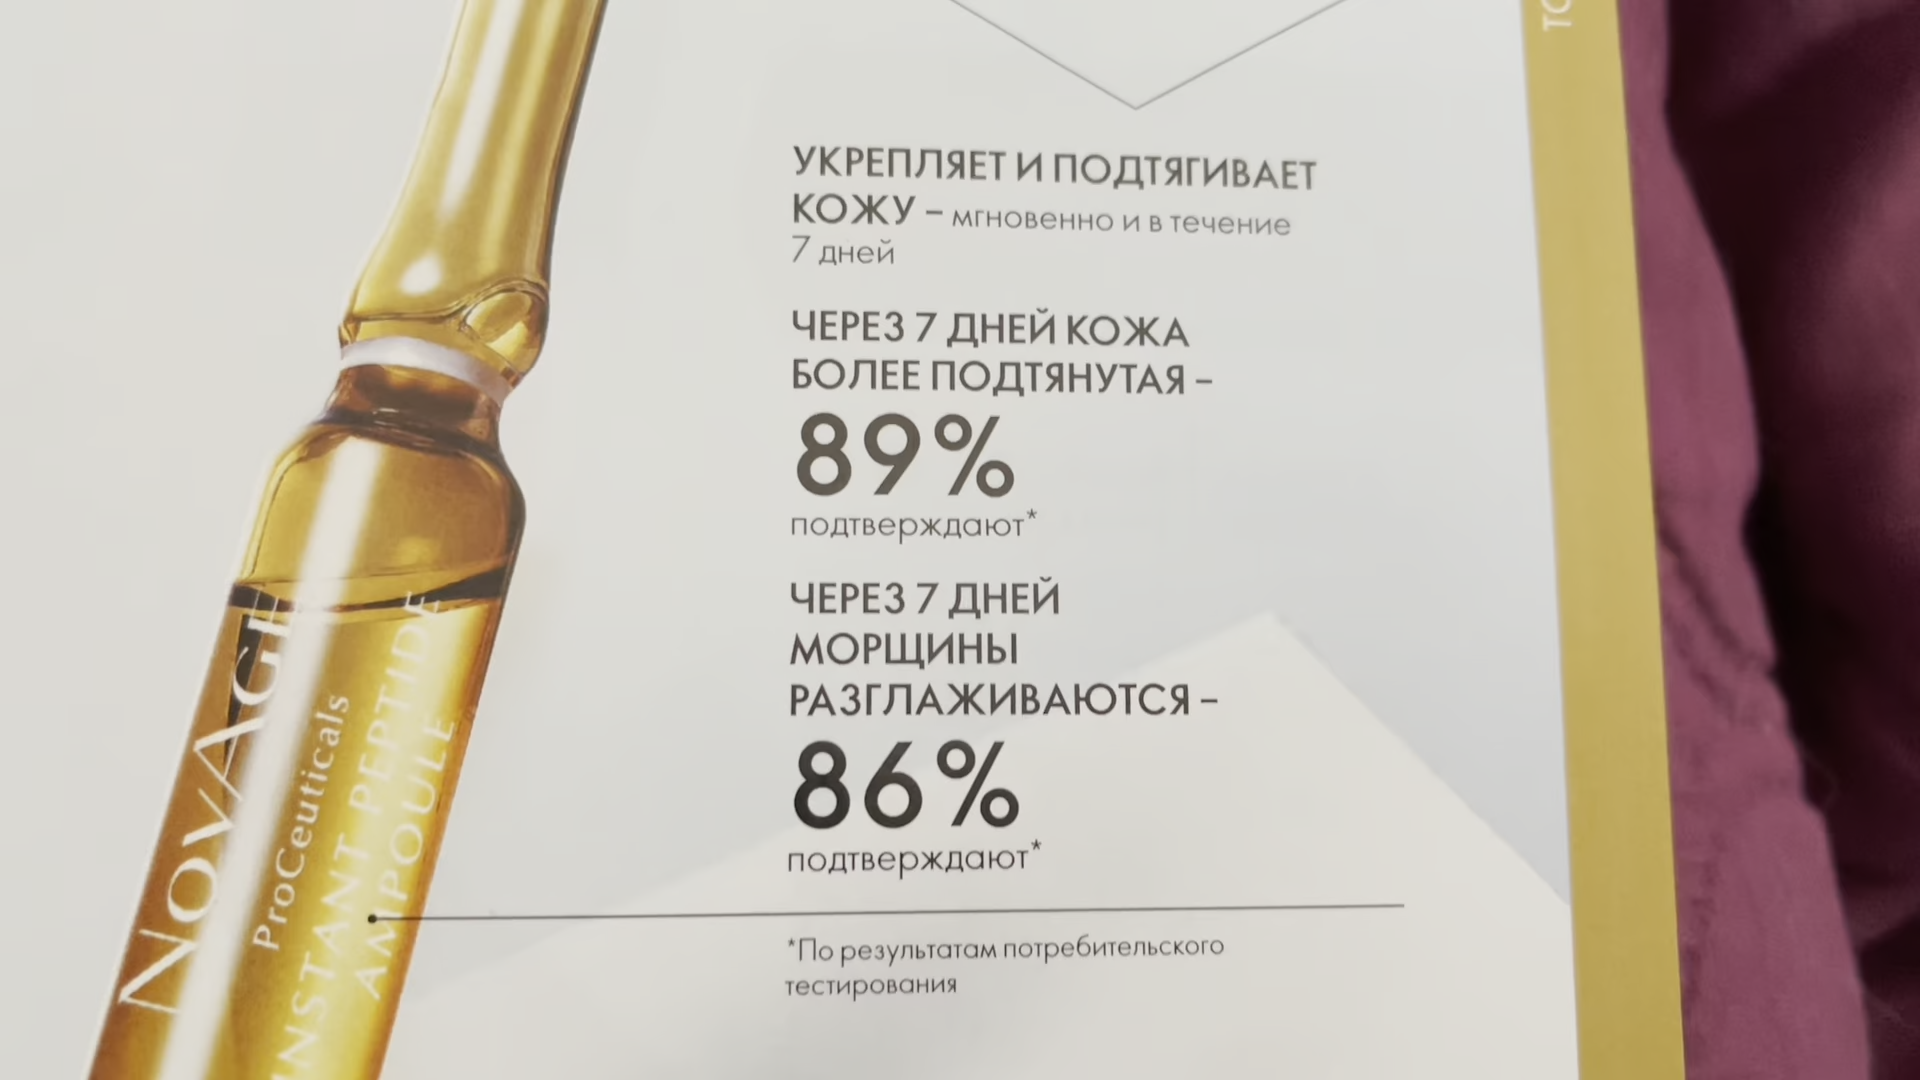 ТО
УКРЕПЛЯЕТ И ПОДТЯГИВАЕТ
КОЖУ – мгновенно и в течение
7 дней
ЧЕРЕЗ 7 ДНЕЙ КОЖА
БОЛЕЕ ПОДТЯНУТАЯ –
89%
подтверждают*
ЧЕРЕЗ 7 ДНЕЙ
МОРЩИНЫ
РАЗГЛАЖИВАЮТСЯ –
86%
подтверждают*
*По результатам потребительского
тестирования
NOVAGE
ProCeuticals
INSTANT PEPTIDE
AMPOULE